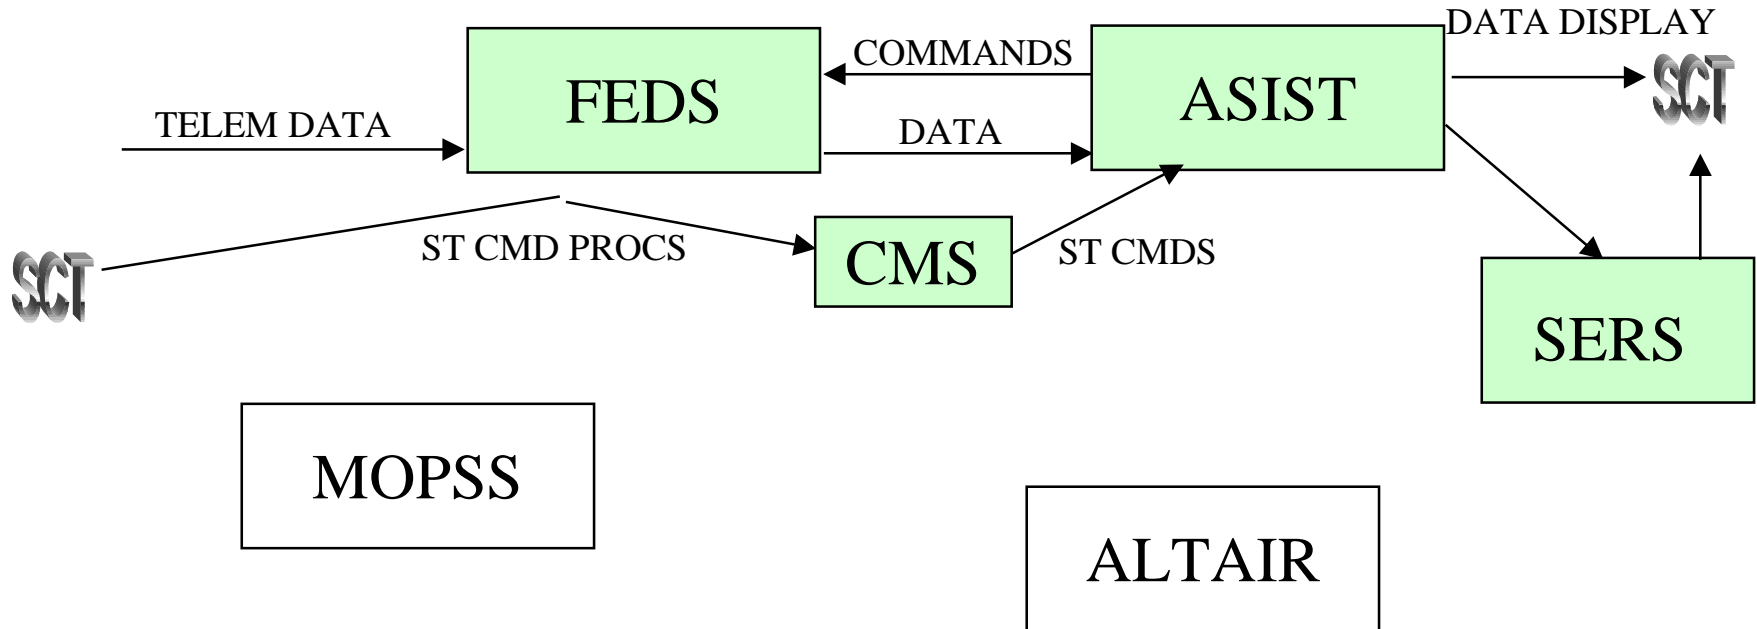 DATA DISPLAY
COMMANDS
FEDS
ASIST
SCT
TELEM DATA
DATA
ST CMD PROCS
CMS
ST CMDS
SCT
SERS
MOPSS
ALTAIR